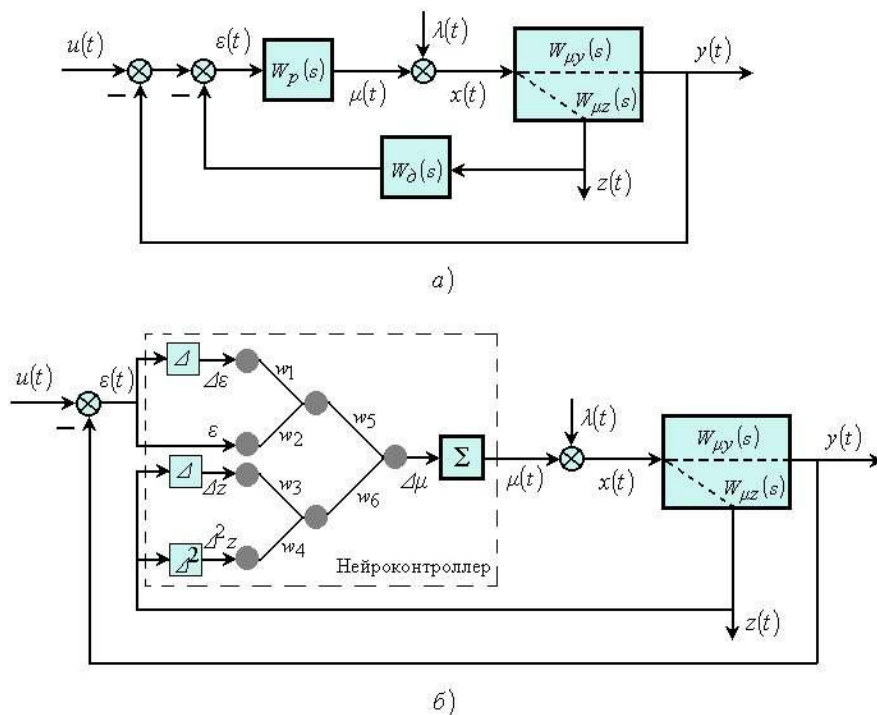 u(t) ε(t) W_p(s) μ(t) λ(t) x(t) W_μy(s) W_μz(s) y(t)
–
–
W_∂(s)
z(t)
а)
u(t) ε(t) Δ Δε w1
–
ε w2 w5
Δ Δz w3 w6 Δμ Σ μ(t) λ(t) x(t) W_μy(s) W_μz(s) y(t)
Δ² Δ²z w4
Нейроконтроллер
z(t)
б)